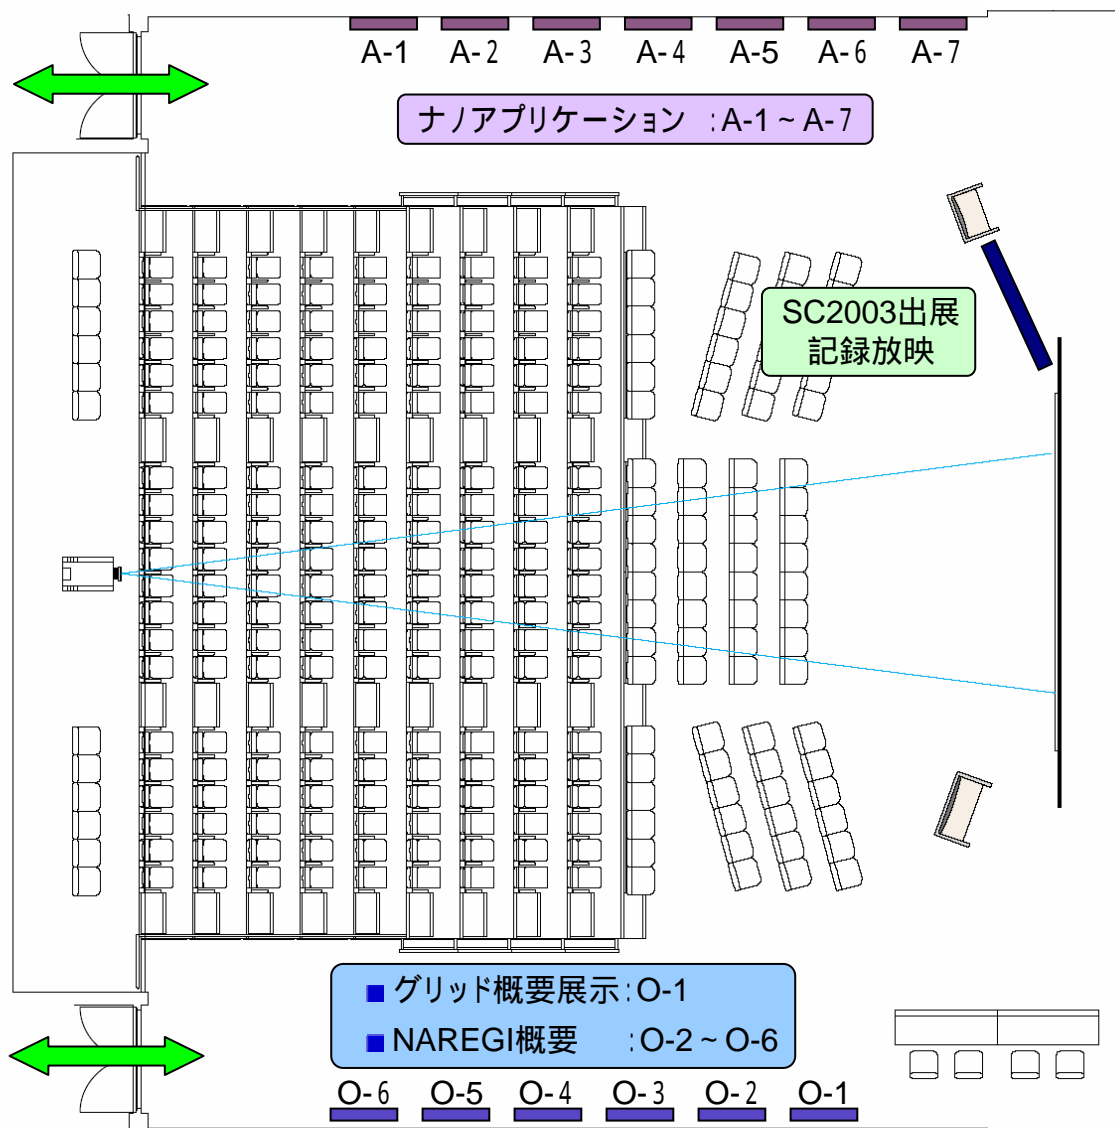 A-1 A-2 A-3 A-4 A-5 A-6 A-7
ナノアプリケーション :A-1 ~ A-7
SC2003出展
記録放映
グリッド概要展示:O-1
NAREGI概要 :O-2 ~ O-6
O-6 O-5 O-4 O-3 O-2 O-1